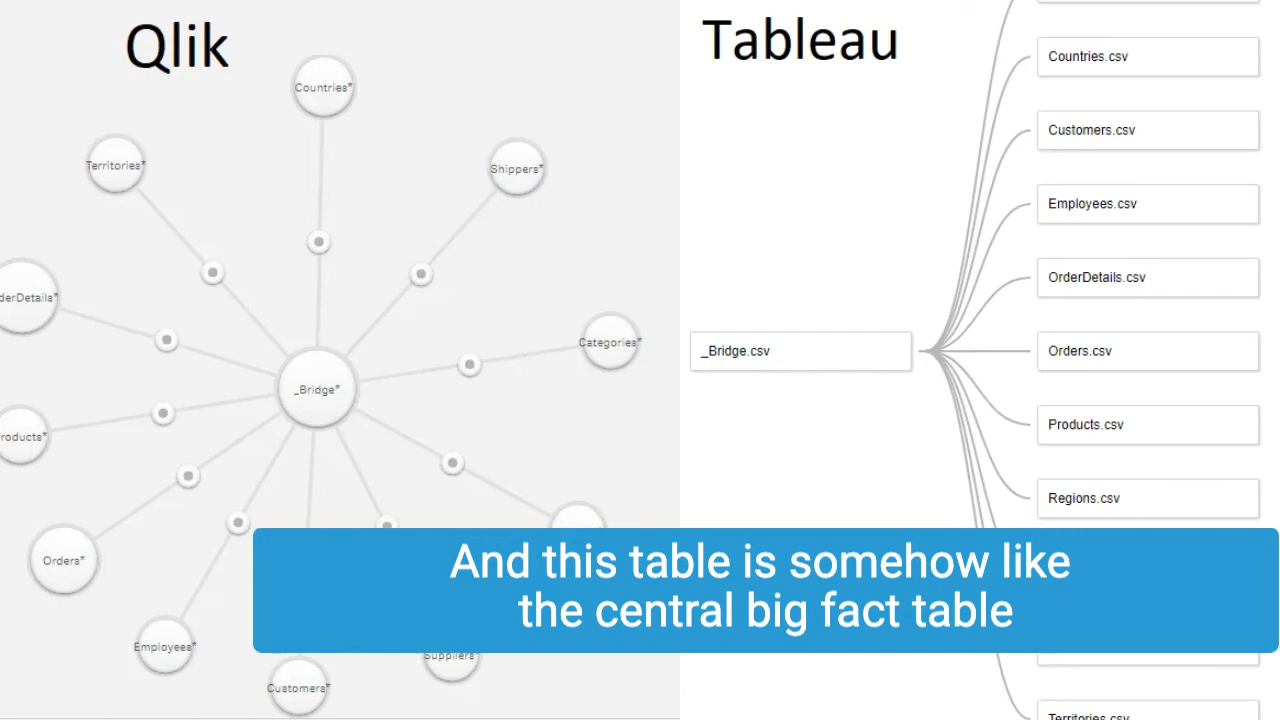 Qlik
Countries*
Territories*
Shippers*
derDetails*
Categories*
_Bridge*
roducts*
Orders*
Employees*
Suppliers*
Customers*
Tableau
Countries.csv
Customers.csv
Employees.csv
OrderDetails.csv
_Bridge.csv
Orders.csv
Products.csv
Regions.csv
Territories.csv
And this table is somehow like
the central big fact table